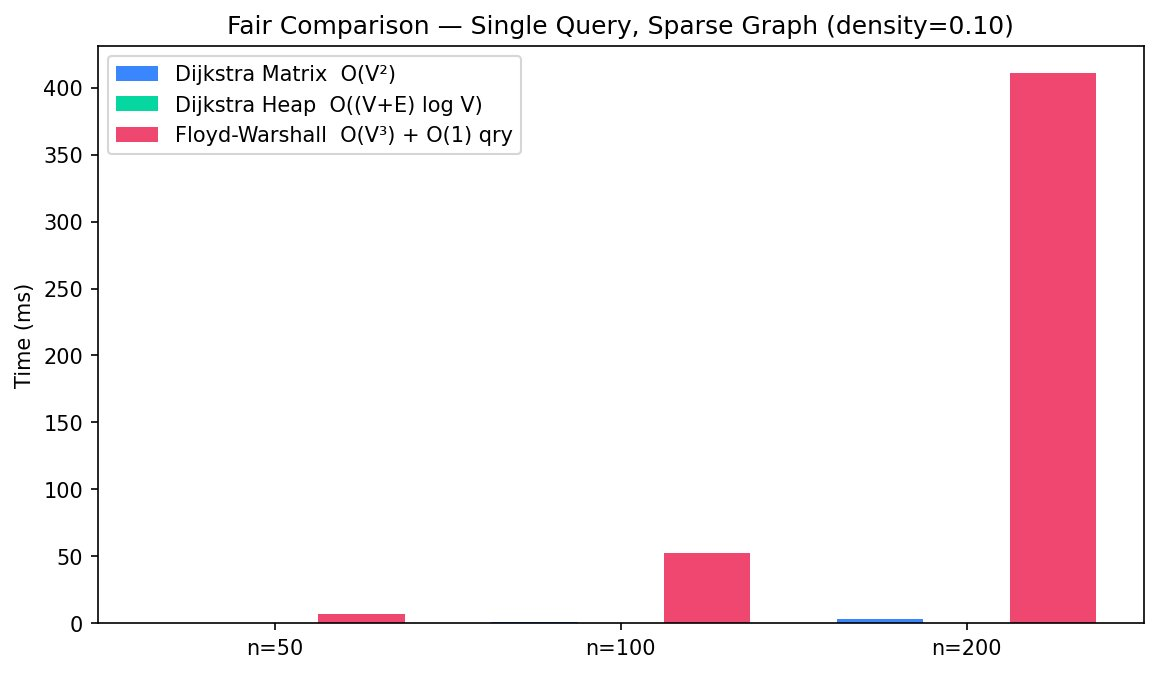 Fair Comparison — Single Query, Sparse Graph (density=0.10)
Dijkstra Matrix  O(V²)
Dijkstra Heap  O((V+E) log V)
Floyd-Warshall  O(V³) + O(1) qry
Time (ms)
400
350
300
250
200
150
100
50
0
n=50
n=100
n=200